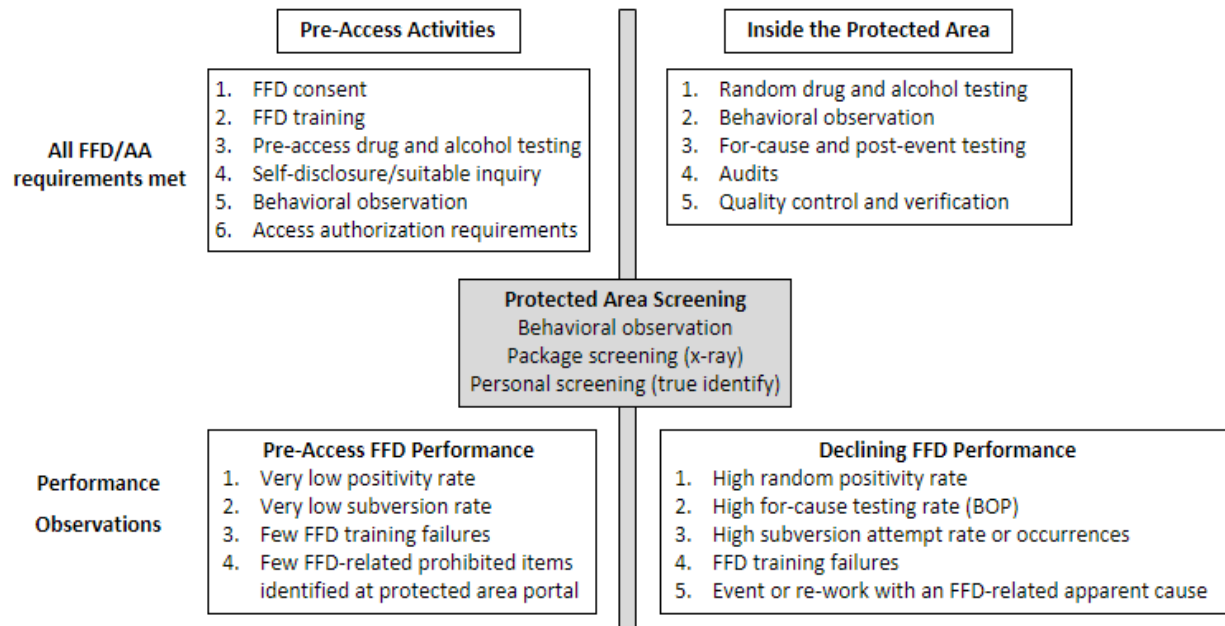 Pre-Access Activities
Inside the Protected Area
All FFD/AA
requirements met
1. FFD consent
2. FFD training
3. Pre-access drug and alcohol testing
4. Self-disclosure/suitable inquiry
5. Behavioral observation
6. Access authorization requirements
1. Random drug and alcohol testing
2. Behavioral observation
3. For-cause and post-event testing
4. Audits
5. Quality control and verification
Protected Area Screening
Behavioral observation
Package screening (x-ray)
Personal screening (true identify)
Performance
Observations
Pre-Access FFD Performance
1. Very low positivity rate
2. Very low subversion rate
3. Few FFD training failures
4. Few FFD-related prohibited items
identified at protected area portal
Declining FFD Performance
1. High random positivity rate
2. High for-cause testing rate (BOP)
3. High subversion attempt rate or occurrences
4. FFD training failures
5. Event or re-work with an FFD-related apparent cause